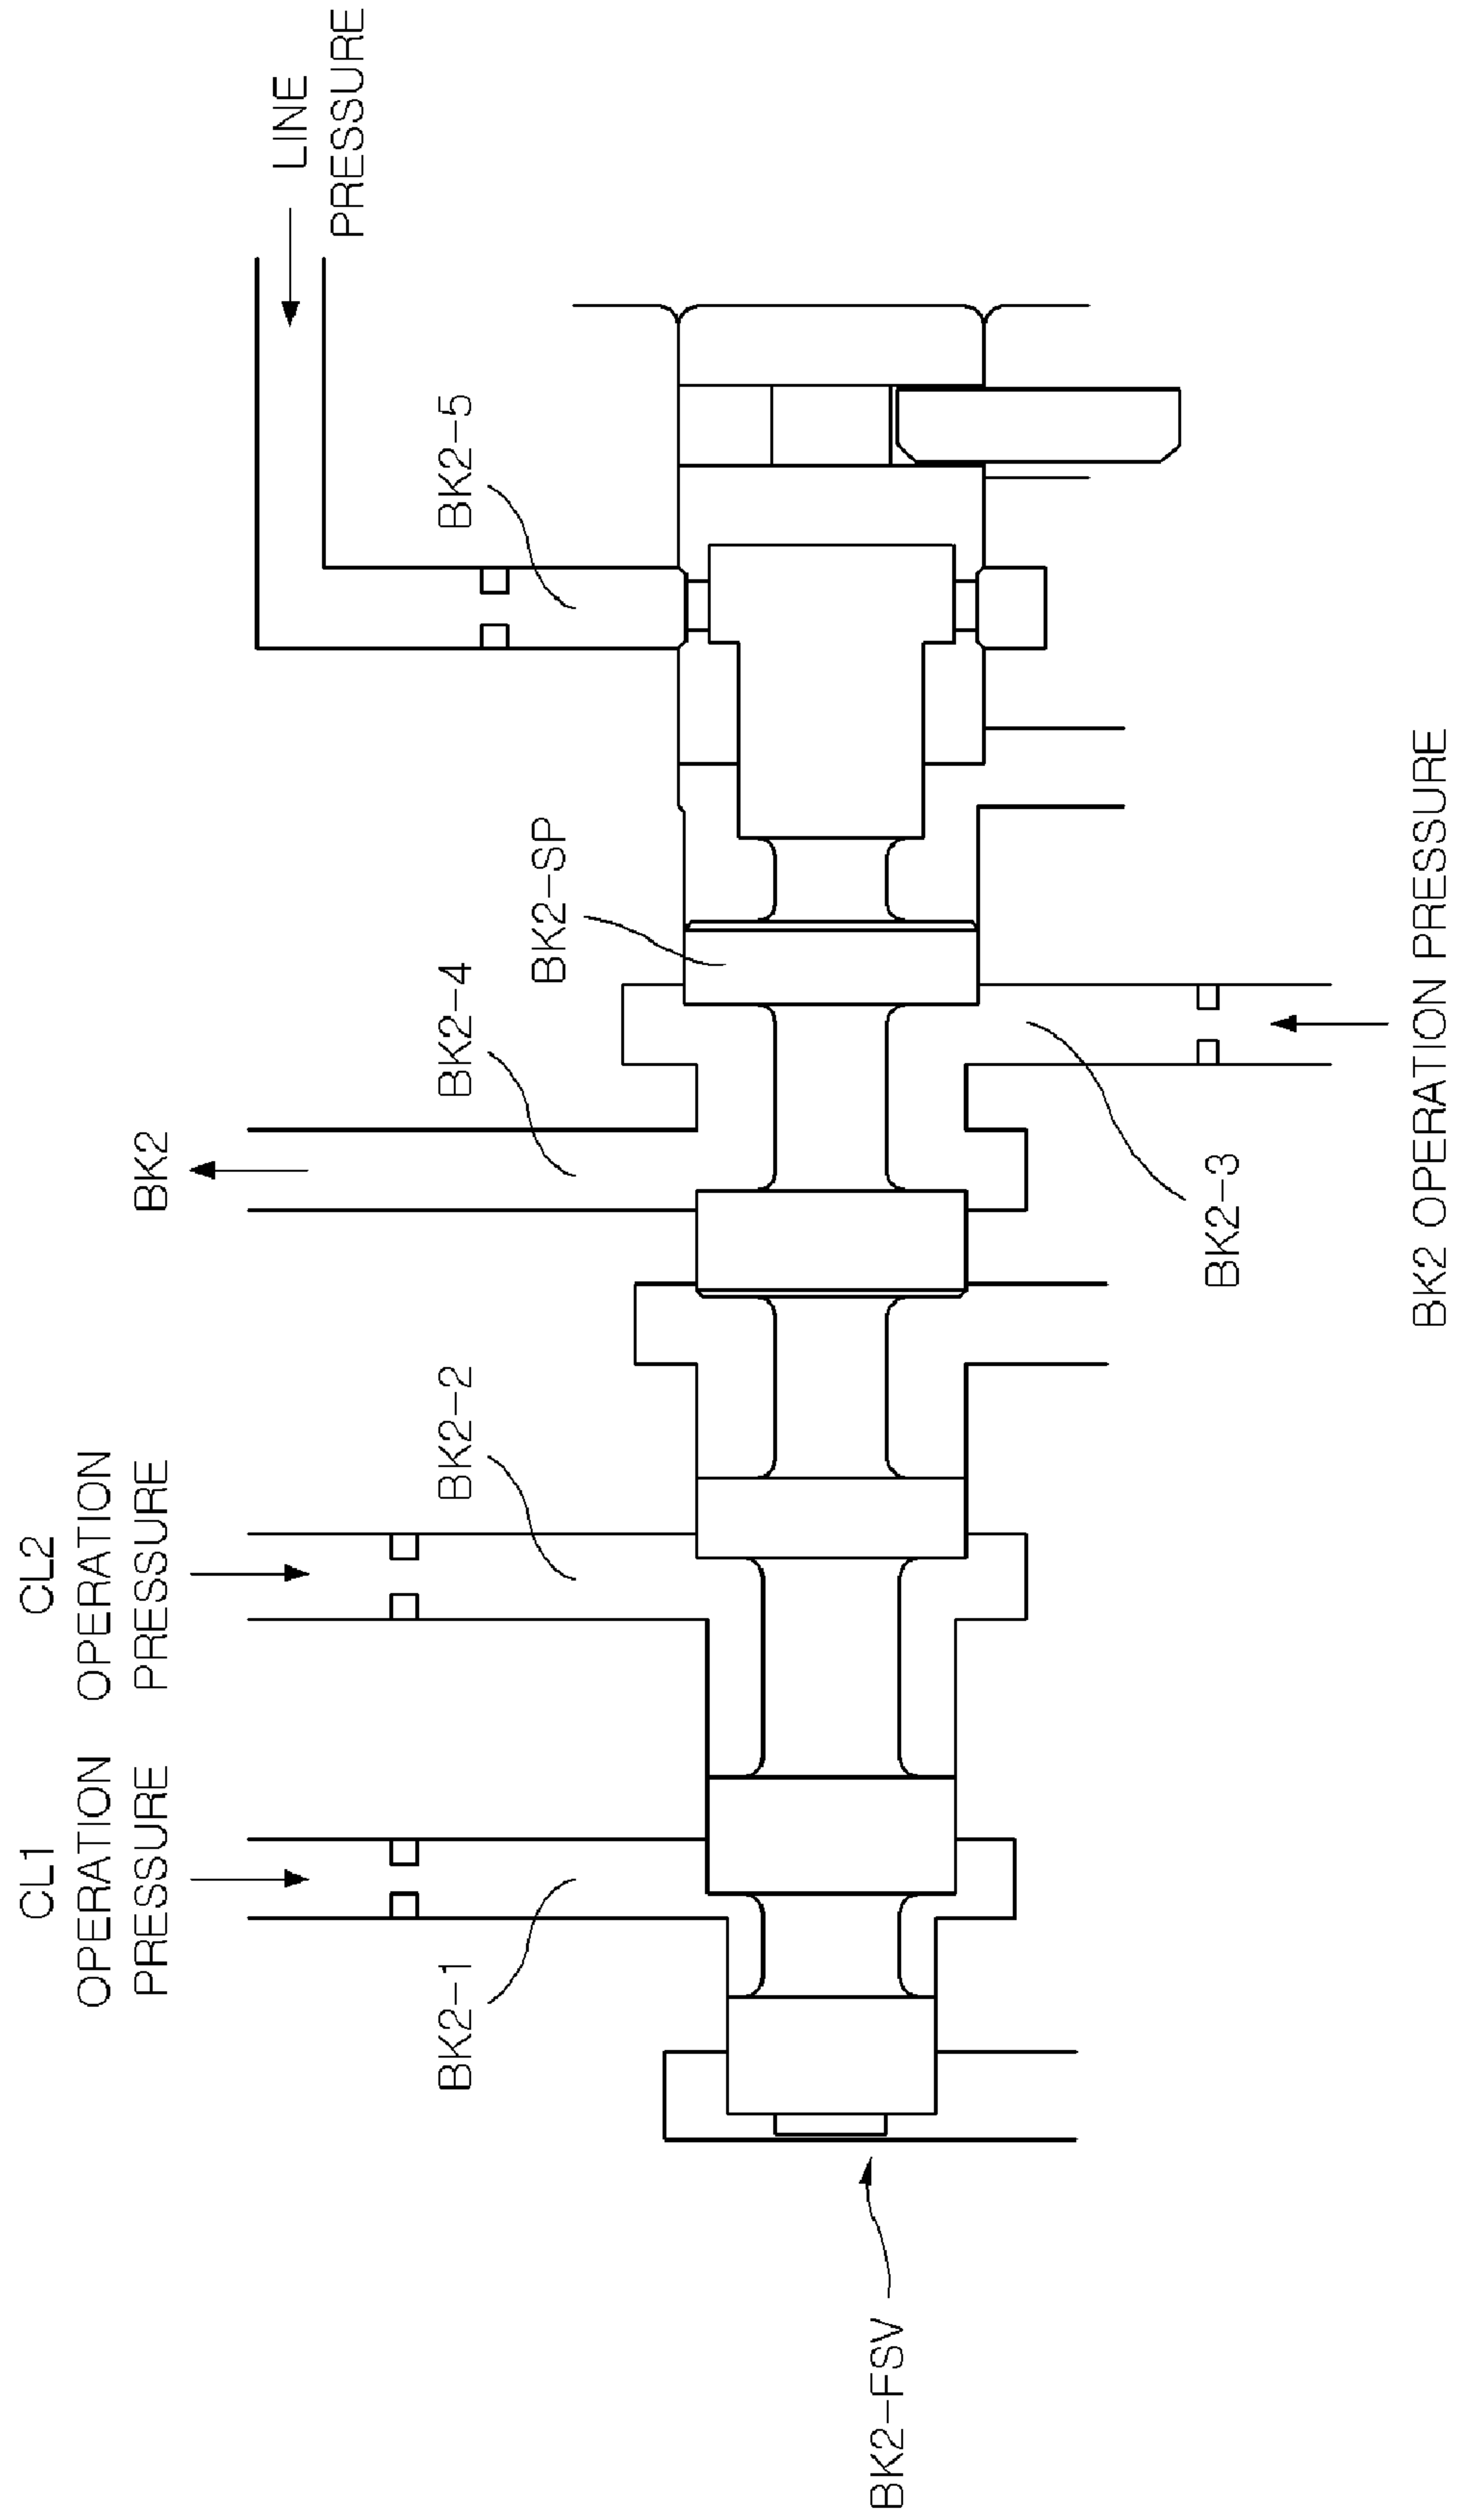 CL1
OPERATION
PRESSURE
CL2
OPERATION
PRESSURE
BK2
LINE
PRESSURE
BK2-1
BK2-2
BK2-4
BK2-SP
BK2-5
BK2-FSV
BK2-3
BK2 OPERATION PRESSURE